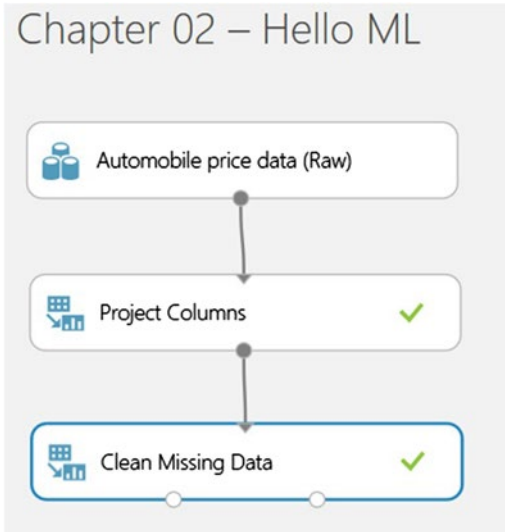 Chapter 02 – Hello ML
Automobile price data (Raw)
Project Columns
Clean Missing Data